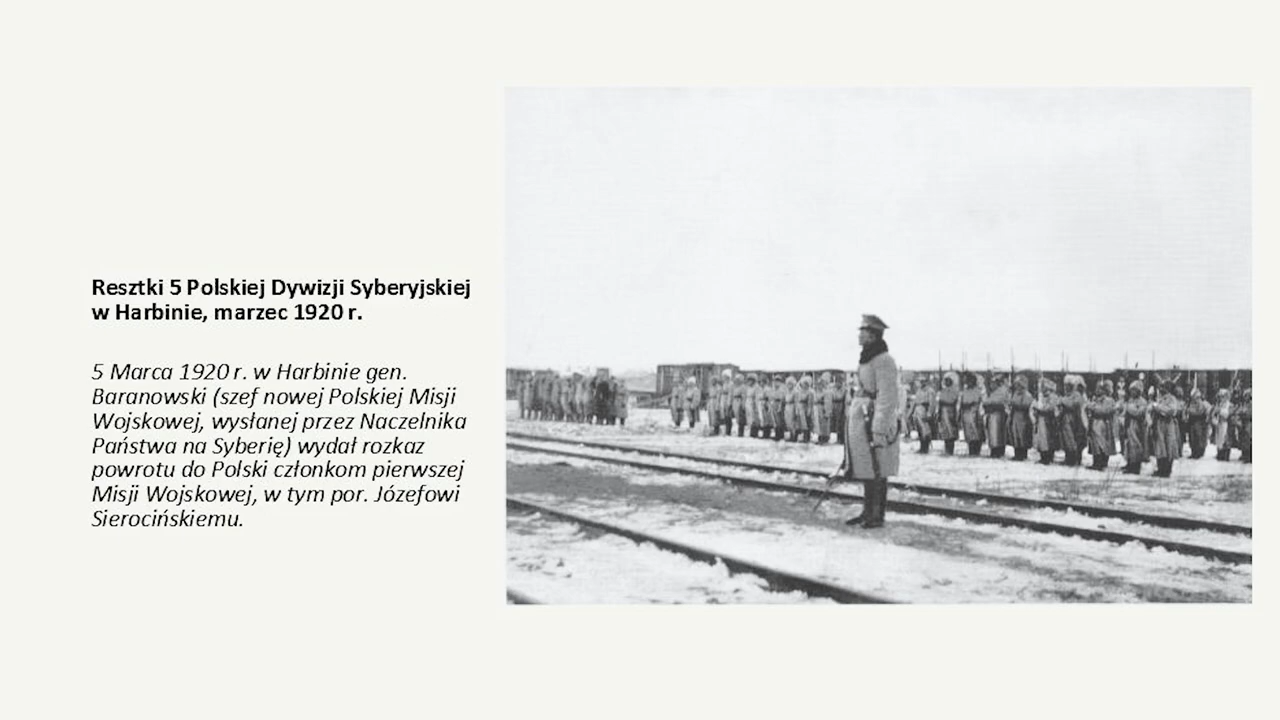 Resztki 5 Polskiej Dywizji Syberyjskiej
w Harbinie, marzec 1920 r.
5 Marca 1920 r. w Harbinie gen.
Baranowski (szef nowej Polskiej Misji
Wojskowej, wysłanej przez Naczelnika
Państwa na Syberię) wydał rozkaz
powrotu do Polski członkom pierwszej
Misji Wojskowej, w tym por. Józefowi
Sierocińskiemu.